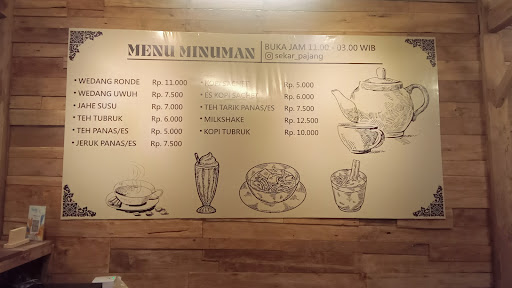 MENU MINUMAN
BUKA JAM 11.00 - 03.00 WIB
@ sekar_pajang
• WEDANG RONDE Rp. 11.000
• WEDANG UWUH Rp. 7.500
• JAHE SUSU Rp. 7.000
• TEH TUBRUK Rp. 6.000
• TEH PANAS/ES Rp. 5.000
• JERUK PANAS/ES Rp. 7.500
Rp. 5.000
• ES KOPI Rp. 6.000
• TEH TARIK PANAS/ES Rp. 7.500
• MILKSHAKE Rp. 12.500
• KOPI TUBRUK Rp. 10.000